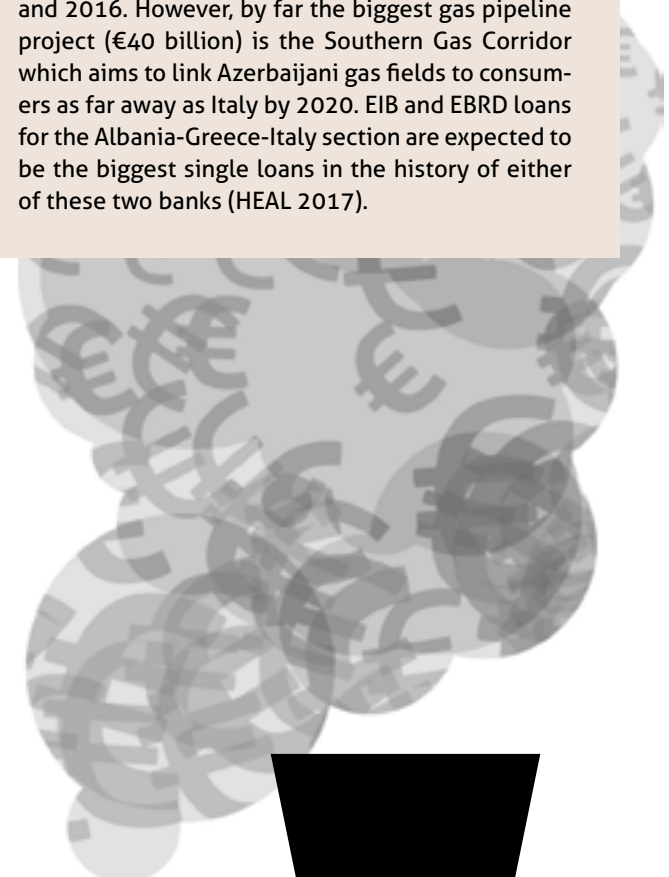 and 2016. However, by far the biggest gas pipeline
project (€40 billion) is the Southern Gas Corridor
which aims to link Azerbaijani gas fields to consum-
ers as far away as Italy by 2020. EIB and EBRD loans
for the Albania-Greece-Italy section are expected to
be the biggest single loans in the history of either
of these two banks (HEAL 2017).